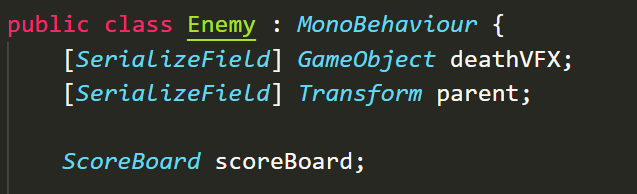 public class Enemy : MonoBehaviour {
[SerializeField] GameObject deathVFX;
[SerializeField] Transform parent;
ScoreBoard scoreBoard;